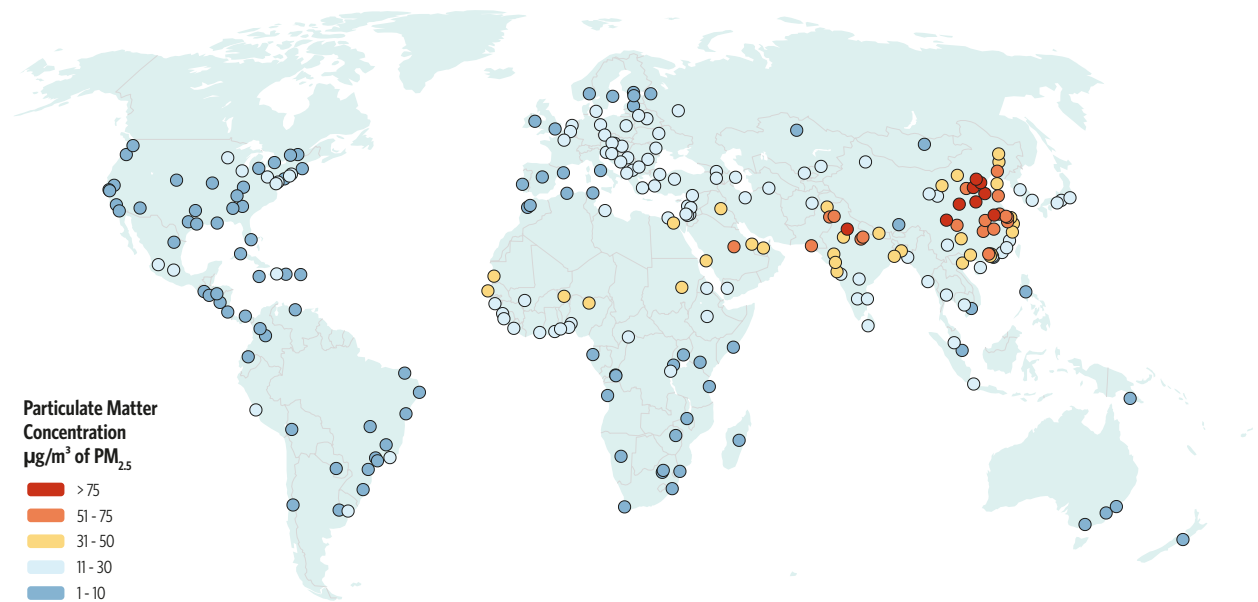 Particulate Matter
Concentration
µg/m³ of PM₂.₅
> 75
51 - 75
31 - 50
11 - 30
1 - 10